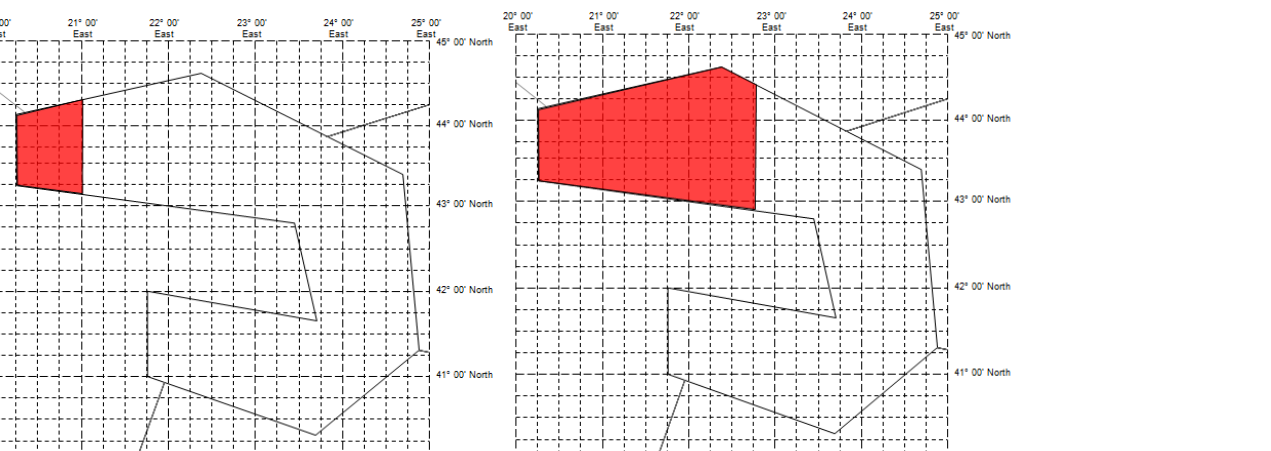 00' 21° 00' 22° 00' 23° 00' 24° 00' 25° 00'
st East East East East East
45° 00' North
44° 00' North
43° 00' North
42° 00' North
41° 00' North
20° 00' 21° 00' 22° 00' 23° 00' 24° 00' 25° 00'
East East East East East East
45° 00' North
44° 00' North
43° 00' North
42° 00' North
41° 00' North